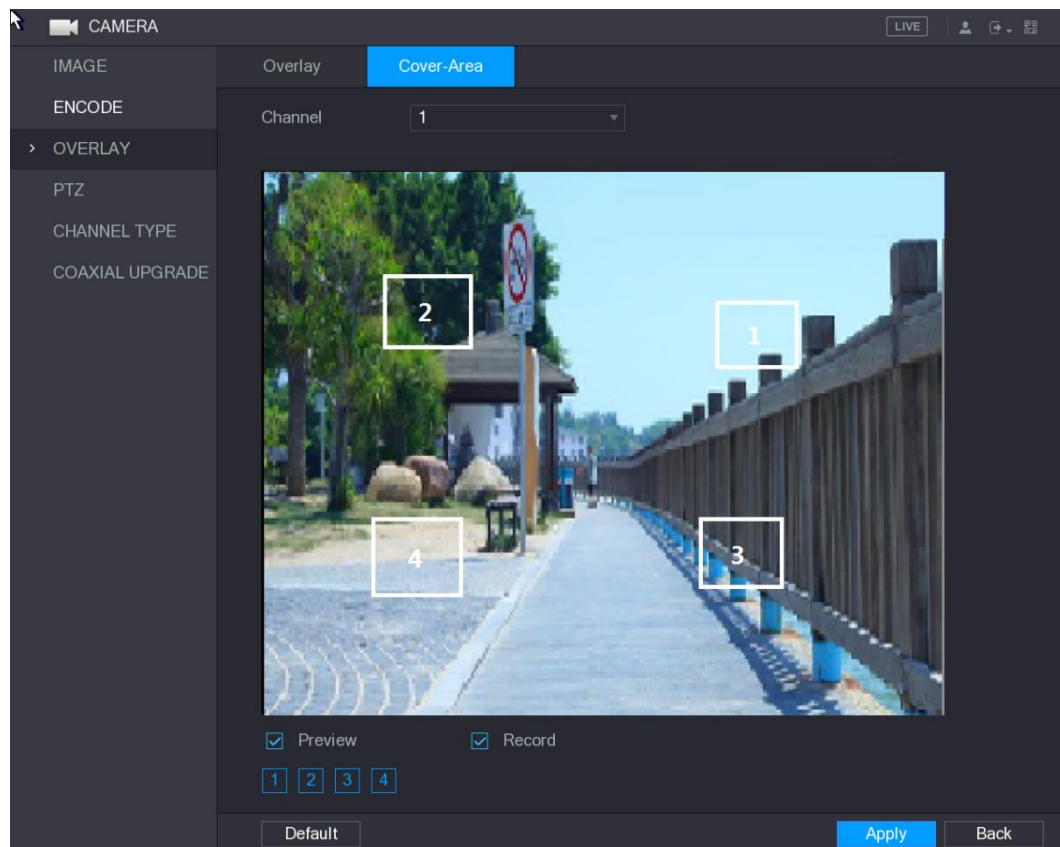 CAMERA
LIVE
IMAGE
ENCODE
OVERLAY
PTZ
CHANNEL TYPE
COAXIAL UPGRADE
Overlay Cover-Area
Channel 1
2
1
4
3
Preview Record
1 2 3 4
Default Apply Back